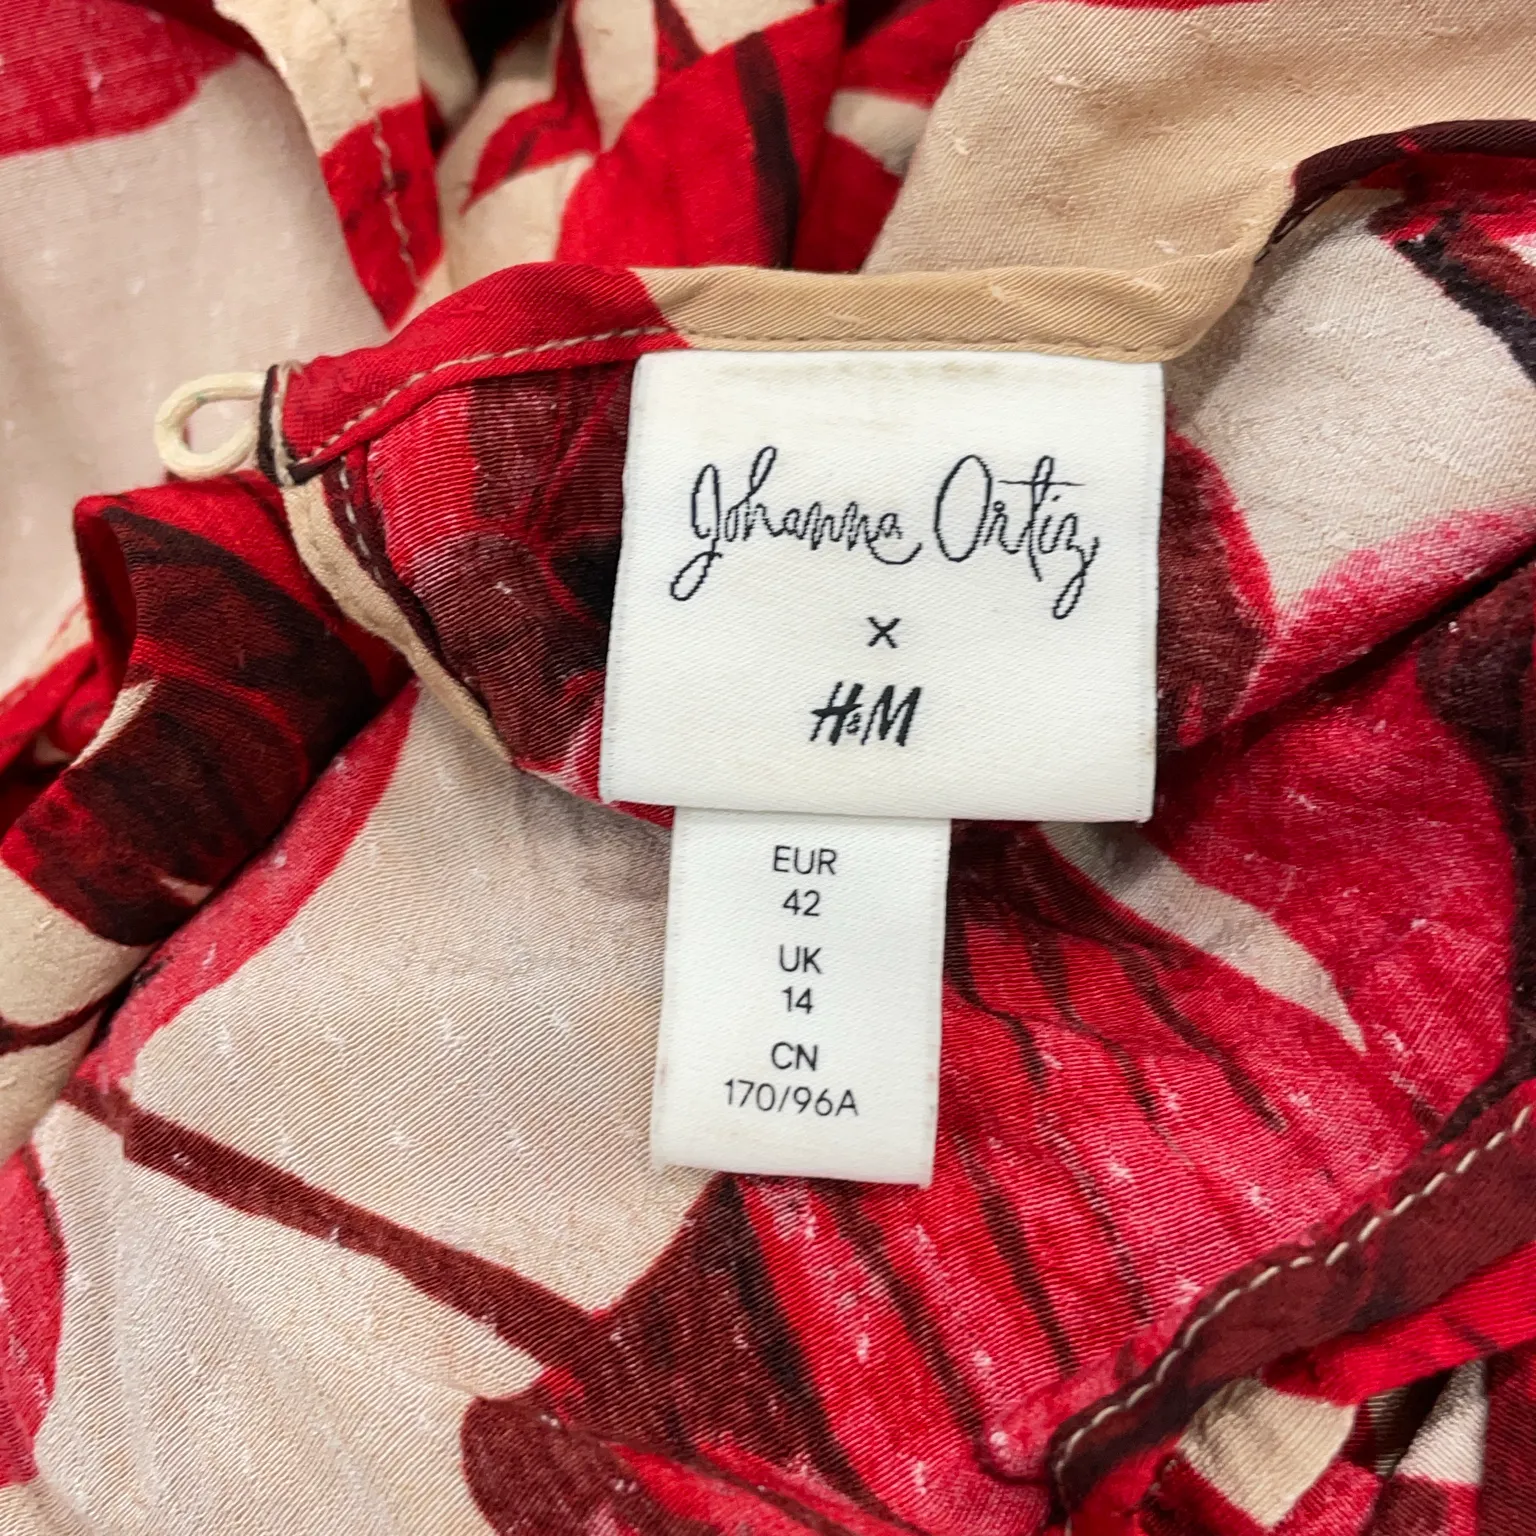 Johanna Ortiz
×
H&M
EUR
42
UK
14
CN
170/96A